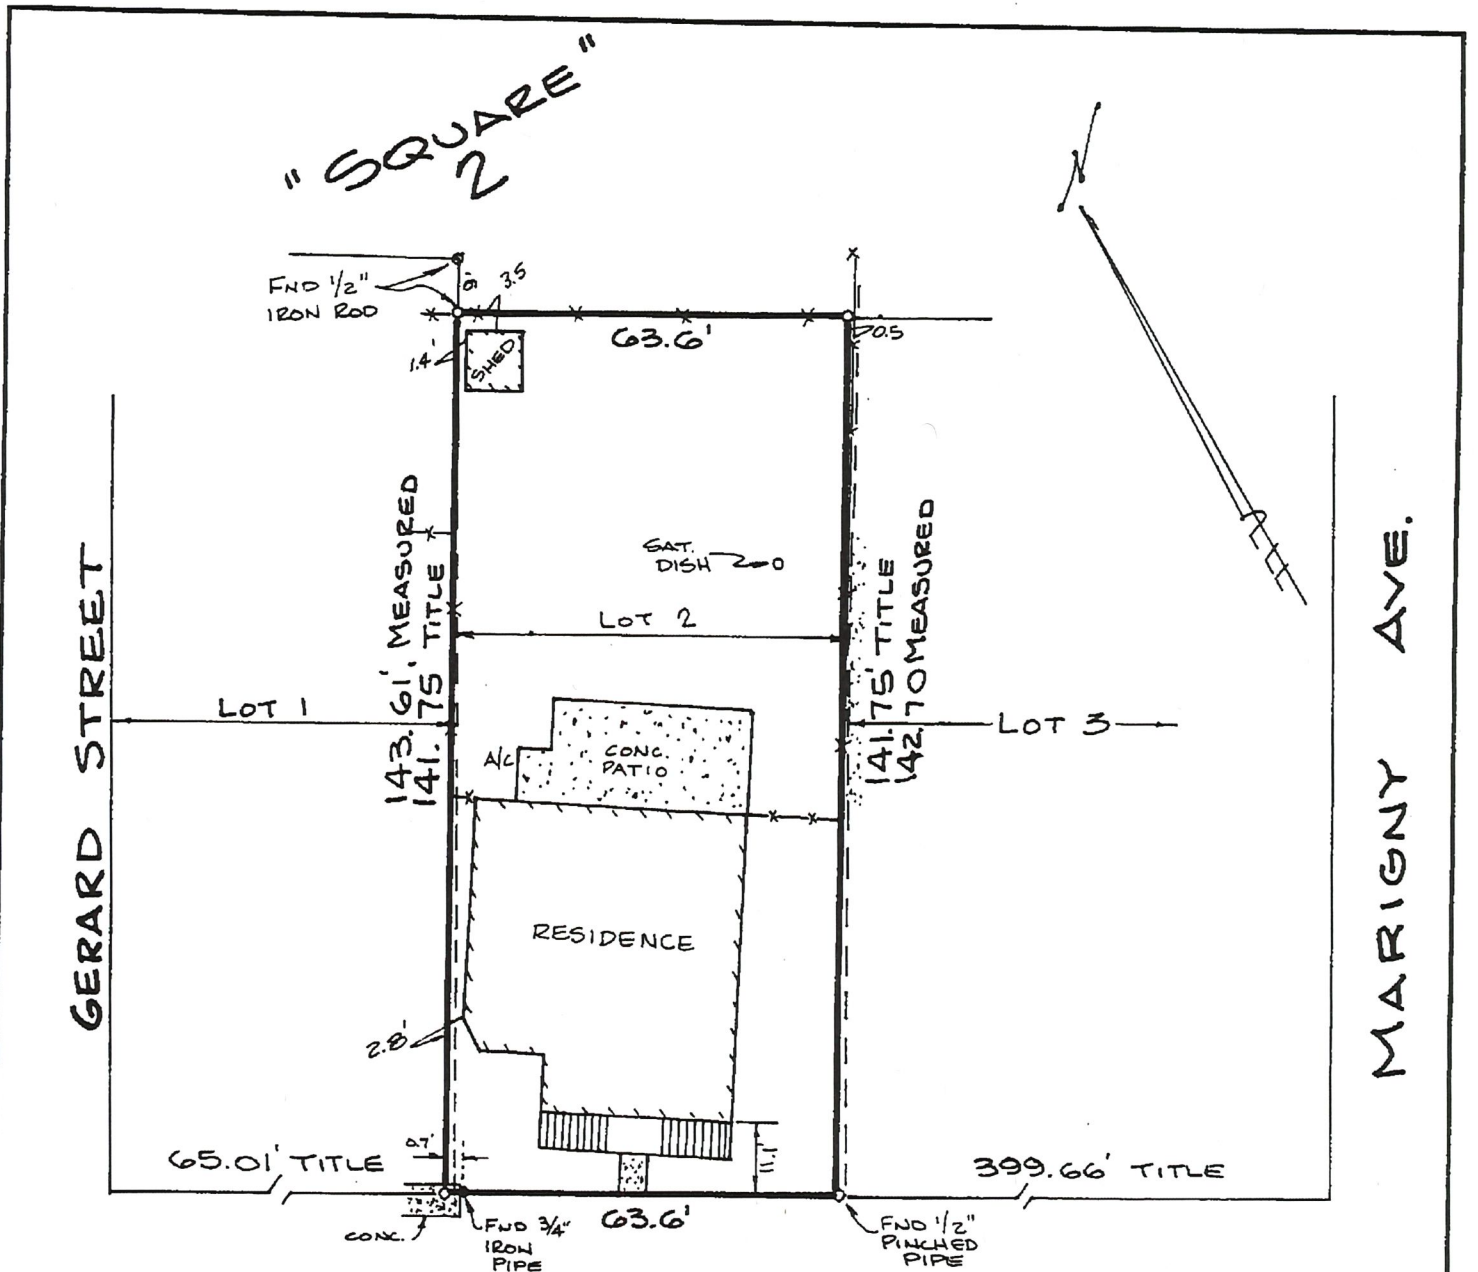 "SQUARE"
2
N
FND 1/2"
IRON ROD
9'
3.5
63.6'
0.5
1.4'
SHED
SAT.
DISH
LOT 2
143.61' MEASURED
141.75 TITLE
141.75' TITLE
142.70 MEASURED
GERARD STREET
MARIGNY AVE.
LOT 1
LOT 3
A/C
CONC.
PATIO
RESIDENCE
2.8'
0.7'
11.1
65.01' TITLE
399.66' TITLE
CONC.
FND 3/4"
IRON
PIPE
63.6'
FND 1/2"
PINCHED
PIPE